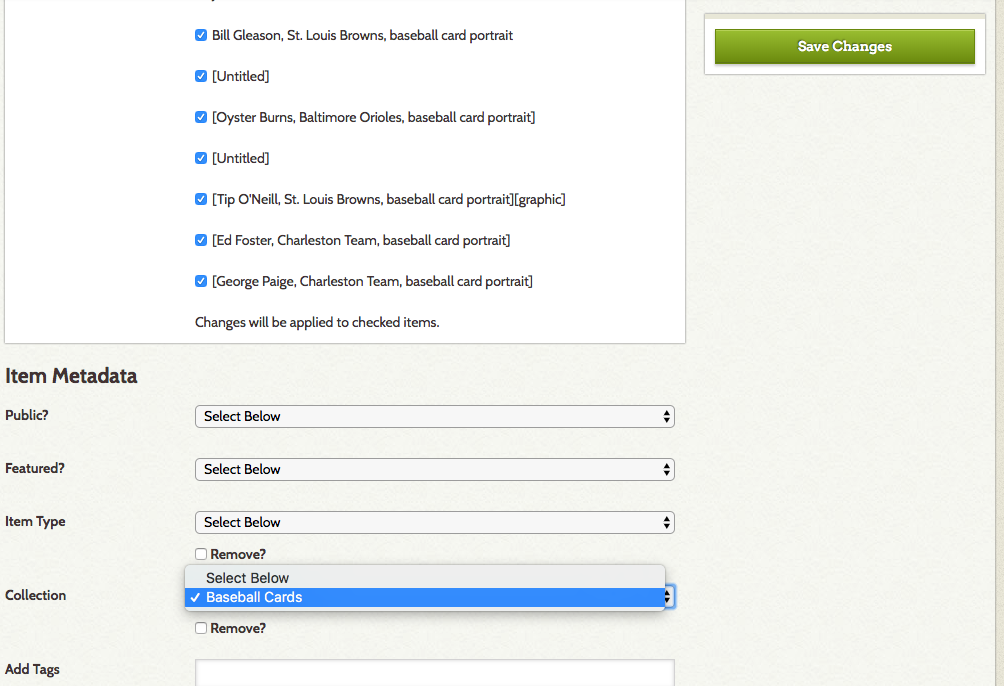 Bill Gleason, St. Louis Browns, baseball card portrait
Save Changes
[Untitled]
[Oyster Burns, Baltimore Orioles, baseball card portrait]
[Untitled]
[Tip O'Neill, St. Louis Browns, baseball card portrait][graphic]
[Ed Foster, Charleston Team, baseball card portrait]
[George Paige, Charleston Team, baseball card portrait]
Changes will be applied to checked items.
Item Metadata
Public?
Select Below
Featured?
Select Below
Item Type
Select Below
Remove?
Select Below
Collection
Baseball Cards
Remove?
Add Tags